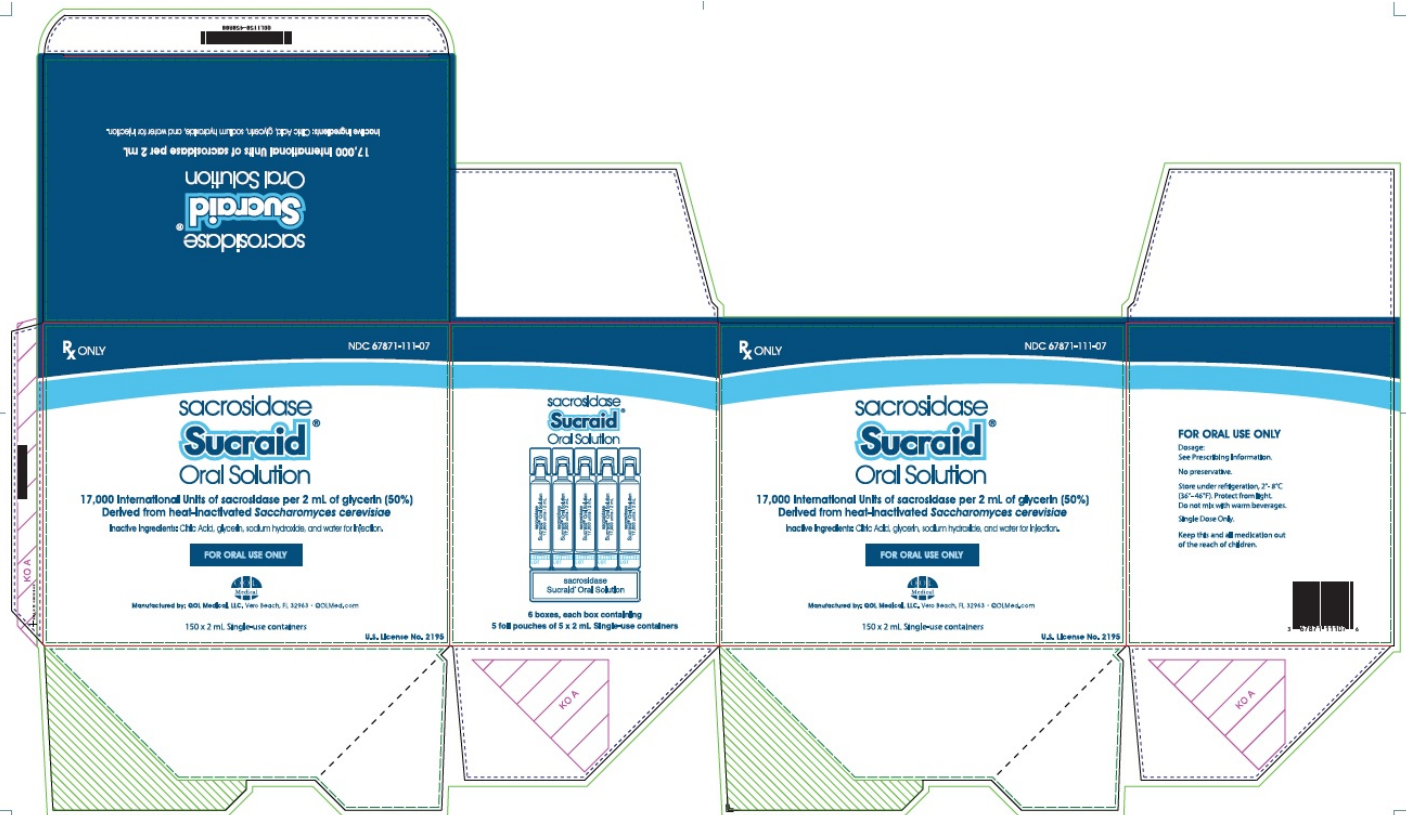 QOL1150-450800
Inactive Ingredients: Citric Acid, glycerin, sodium hydroxide, and water for injection.
17,000 International Units of sacrosidase per 2 mL
sacrosidase
Sucraid®
Oral Solution
Rx ONLY
NDC 67871-111-07
sacrosidase
Sucraid®
Oral Solution
17,000 International Units of sacrosidase per 2 mL of glycerin (50%)
Derived from heat-inactivated Saccharomyces cerevisiae
Inactive Ingredients: Citric Acid, glycerin, sodium hydroxide, and water for injection.
FOR ORAL USE ONLY
QOL
Medical
Manufactured by: QOL Medical, LLC, Vero Beach, FL 32963 · QOLMed.com
150 x 2 mL Single-use containers
U.S. License No. 2195
KO A
sacrosidase
Sucraid®
Oral Solution
sacrosidase
Sucraid® Oral Solution
6 boxes, each box containing
5 foil pouches of 5 x 2 mL Single-use containers
KO A
Rx ONLY
NDC 67871-111-07
sacrosidase
Sucraid®
Oral Solution
17,000 International Units of sacrosidase per 2 mL of glycerin (50%)
Derived from heat-inactivated Saccharomyces cerevisiae
Inactive Ingredients: Citric Acid, glycerin, sodium hydroxide, and water for injection.
FOR ORAL USE ONLY
QOL
Medical
Manufactured by: QOL Medical, LLC, Vero Beach, FL 32963 · QOLMed.com
150 x 2 mL Single-use containers
U.S. License No. 2195
FOR ORAL USE ONLY
Dosage:
See Prescribing Information.
No preservative.
Store under refrigeration, 2°- 8°C
(36°-46°F). Protect from light.
Do not mix with warm beverages.
Single Dose Only.
Keep this and all medication out
of the reach of children.
3 67871-11107 6
KO A